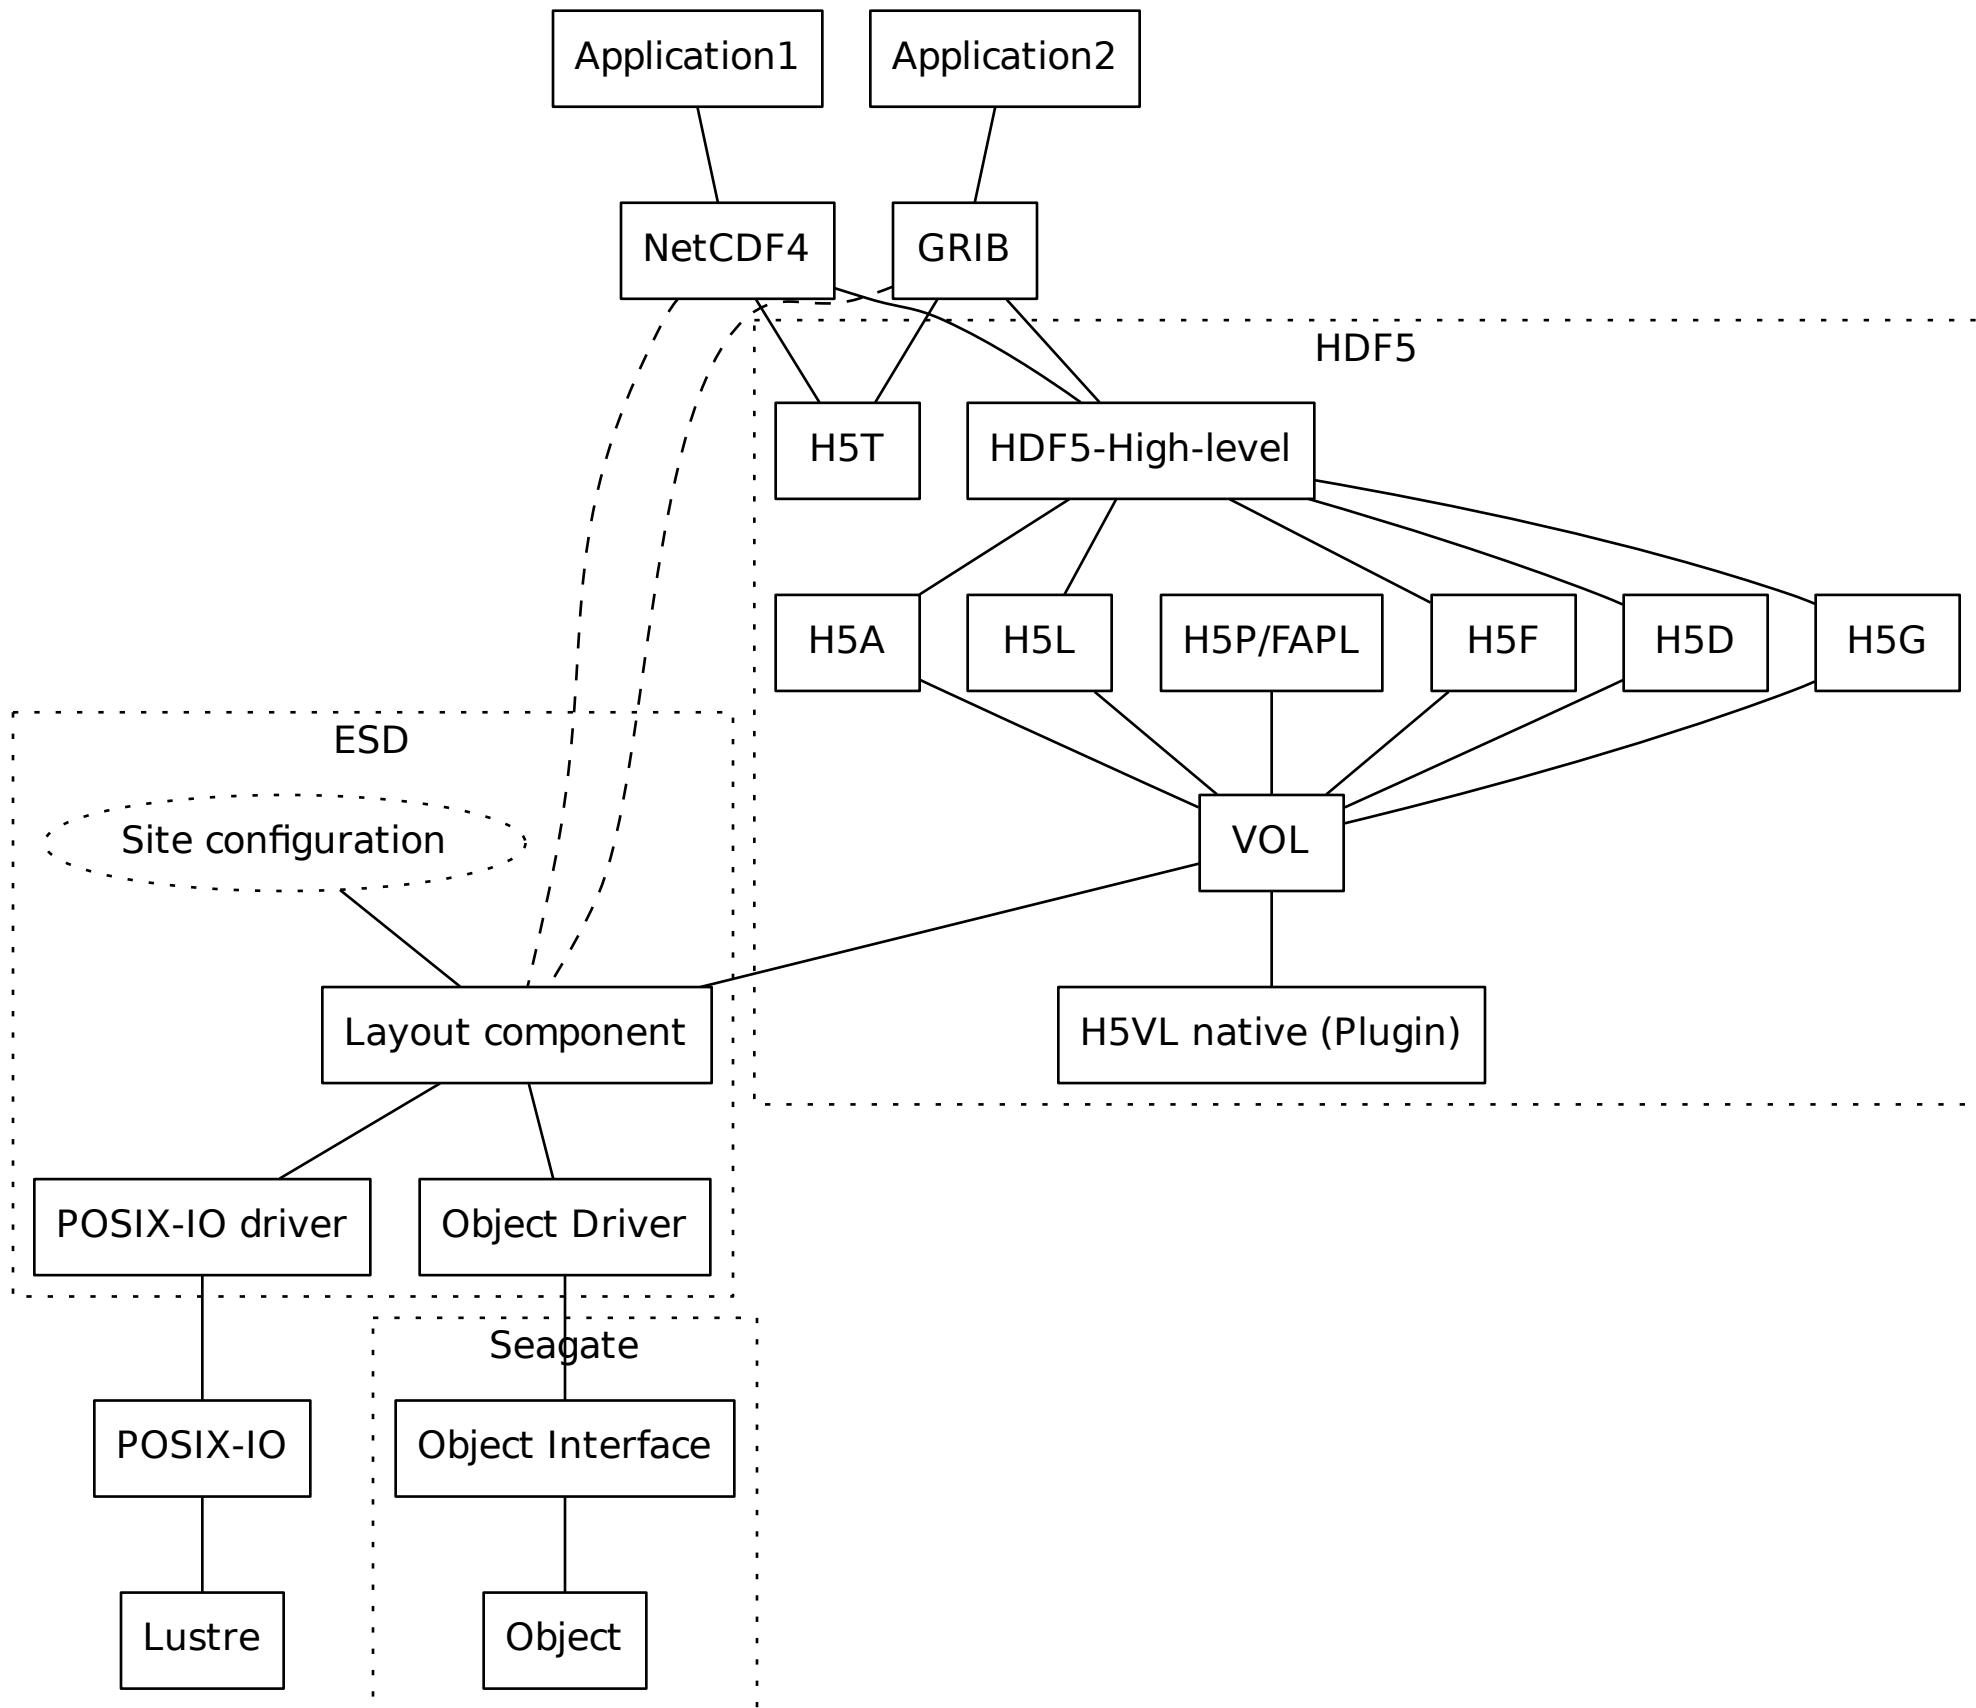 Application1
Application2
NetCDF4
GRIB
HDF5
H5T
HDF5-High-level
H5A
H5L
H5P/FAPL
H5F
H5D
H5G
ESD
Site configuration
VOL
Layout component
H5VL native (Plugin)
POSIX-IO driver
Object Driver
Seagate
POSIX-IO
Object Interface
Lustre
Object